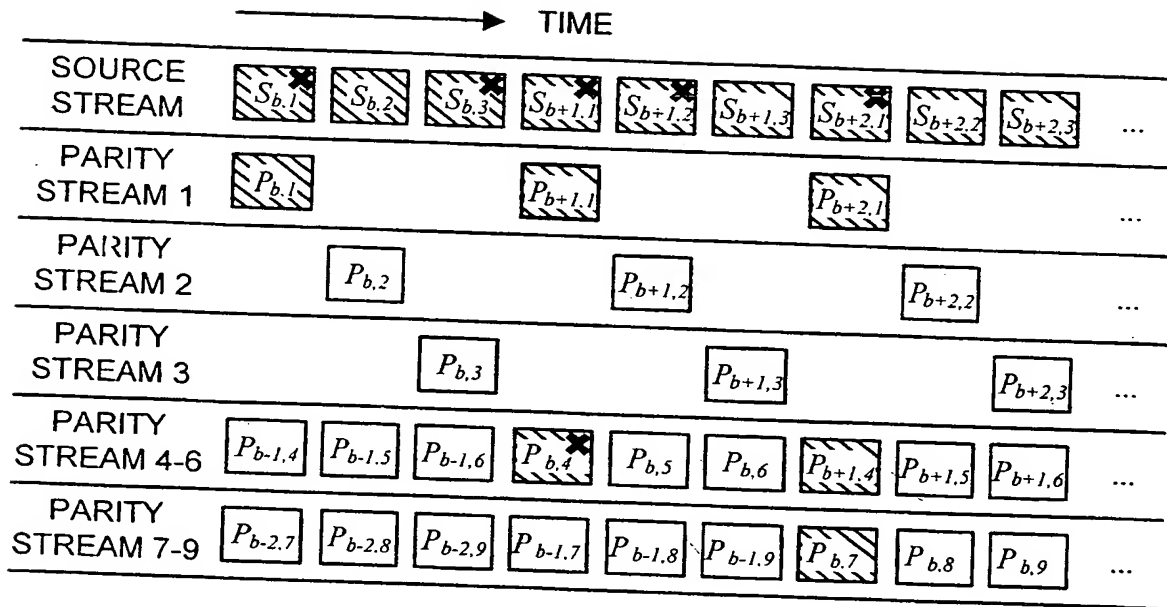 TIME
SOURCE
STREAM
S_{b,1} S_{b,2} S_{b,3} S_{b+1,1} S_{b+1,2} S_{b+1,3} S_{b+2,1} S_{b+2,2} S_{b+2,3} ...
PARITY
STREAM 1
P_{b,1} P_{b+1,1} P_{b+2,1} ...
PARITY
STREAM 2
P_{b,2} P_{b+1,2} P_{b+2,2} ...
PARITY
STREAM 3
P_{b,3} P_{b+1,3} P_{b+2,3} ...
PARITY
STREAM 4-6
P_{b-1,4} P_{b-1,5} P_{b-1,6} P_{b,4} P_{b,5} P_{b,6} P_{b+1,4} P_{b+1,5} P_{b+1,6} ...
PARITY
STREAM 7-9
P_{b-2,7} P_{b-2,8} P_{b-2,9} P_{b-1,7} P_{b-1,8} P_{b-1,9} P_{b,7} P_{b,8} P_{b,9} ...